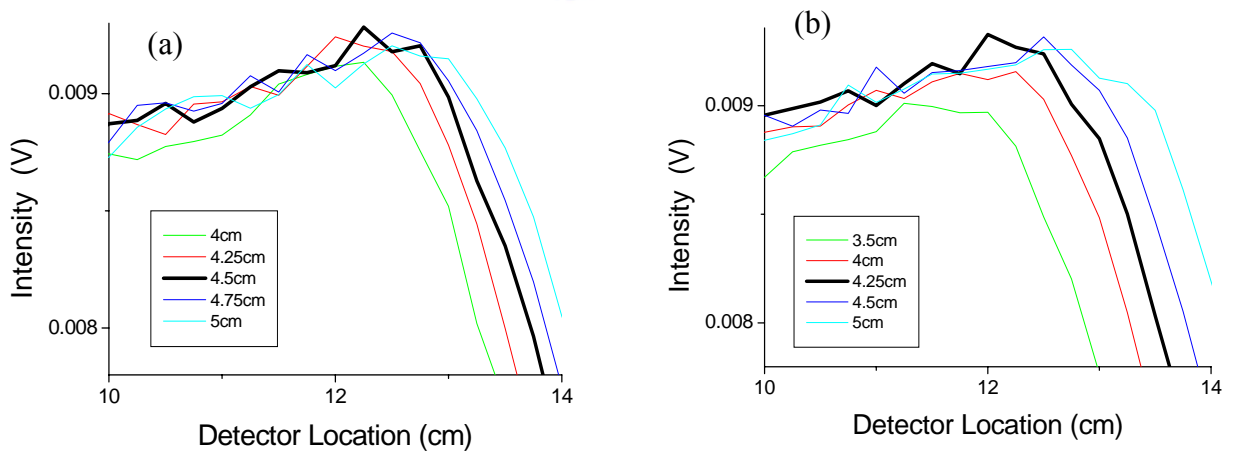 (a)
Intensity (V)
0.009
0.008
4cm
4.25cm
4.5cm
4.75cm
5cm
10
12
14
Detector Location (cm)
(b)
Intensity (V)
0.009
0.008
3.5cm
4cm
4.25cm
4.5cm
5cm
10
12
14
Detector Location (cm)